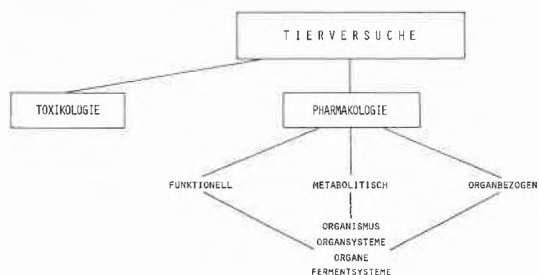 TIERVERSUCHE
TOXIKOLOGIE
PHARMAKOLOGIE
FUNKTIONELL
METABOLITISCH
ORGANBEZOGEN
ORGANISMUS
ORGANSYSTEME
ORGANE
FERMENTSYSTEME